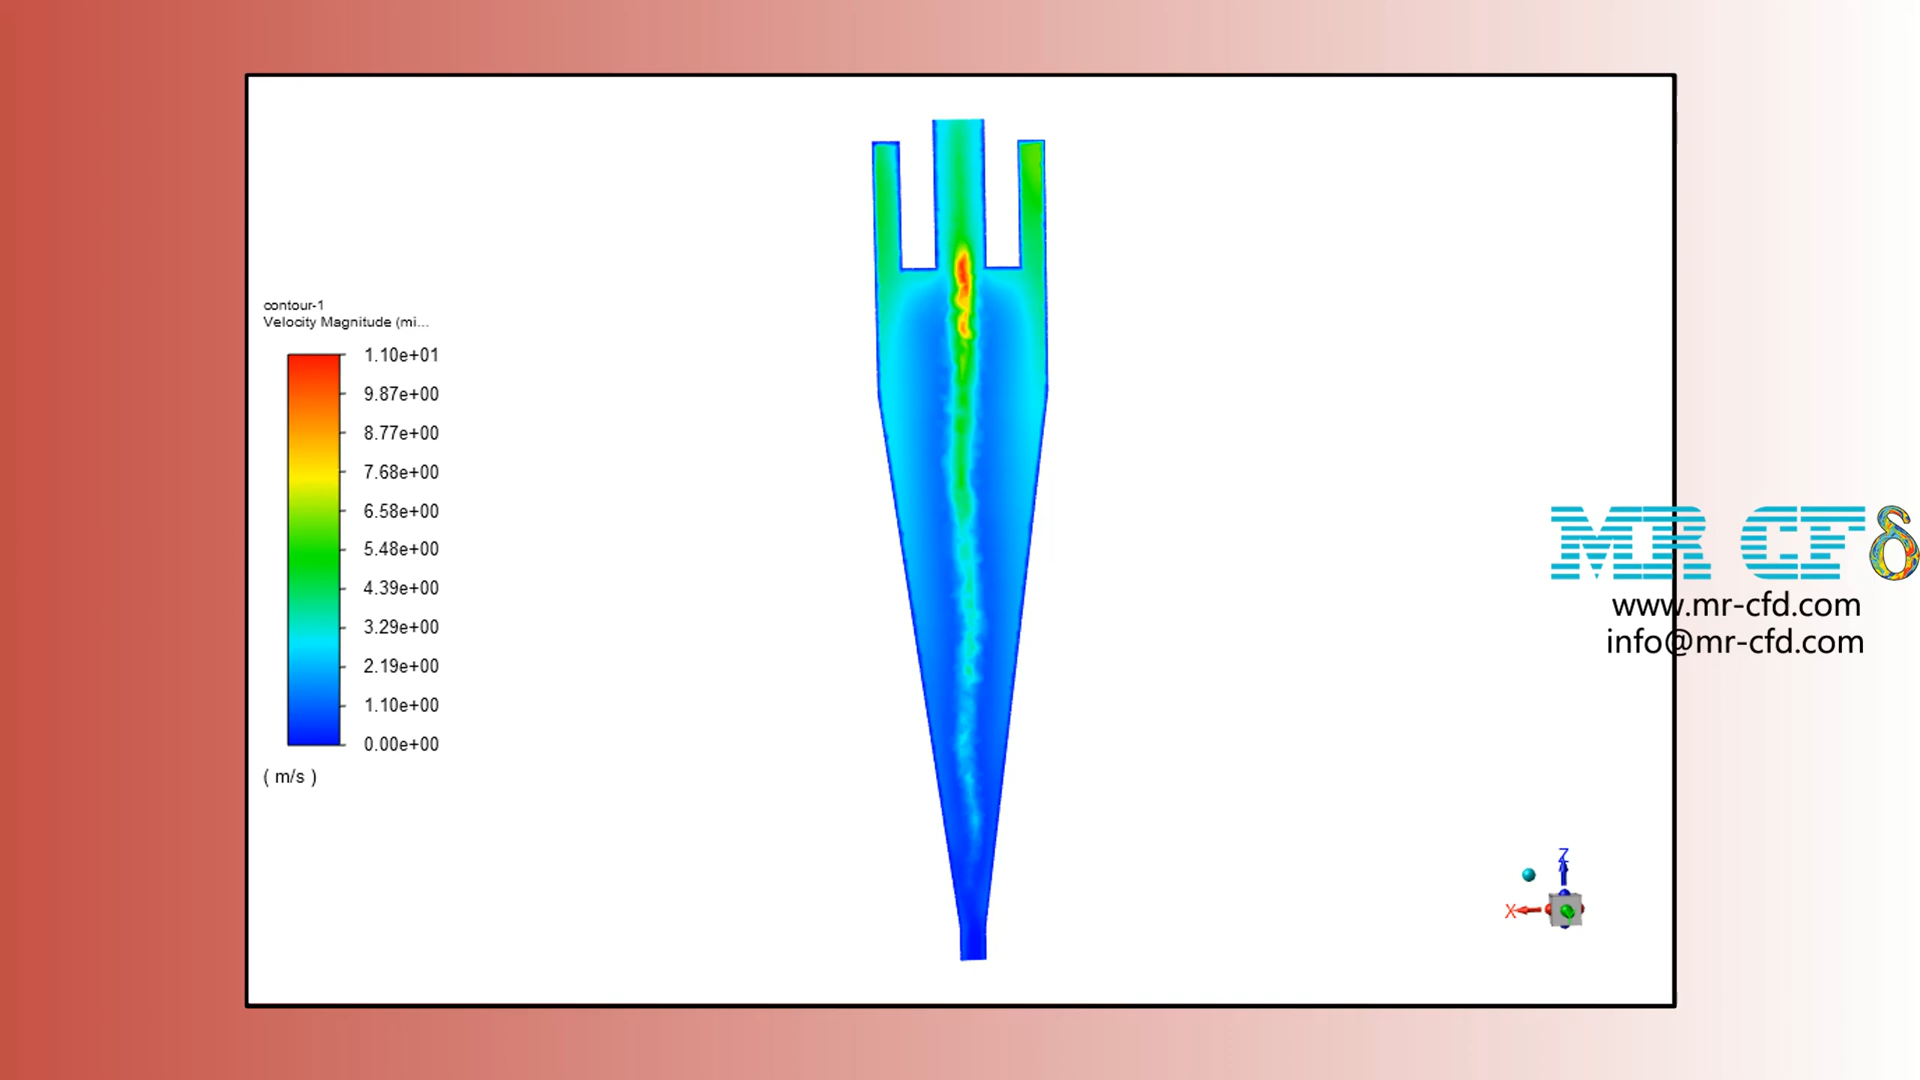 contour-1
Velocity Magnitude (mi...
1.10e+01
9.87e+00
8.77e+00
7.68e+00
6.58e+00
5.48e+00
4.39e+00
3.29e+00
2.19e+00
1.10e+00
0.00e+00
( m/s )
MR CFδ
www.mr-cfd.com
info@mr-cfd.com
Z
X